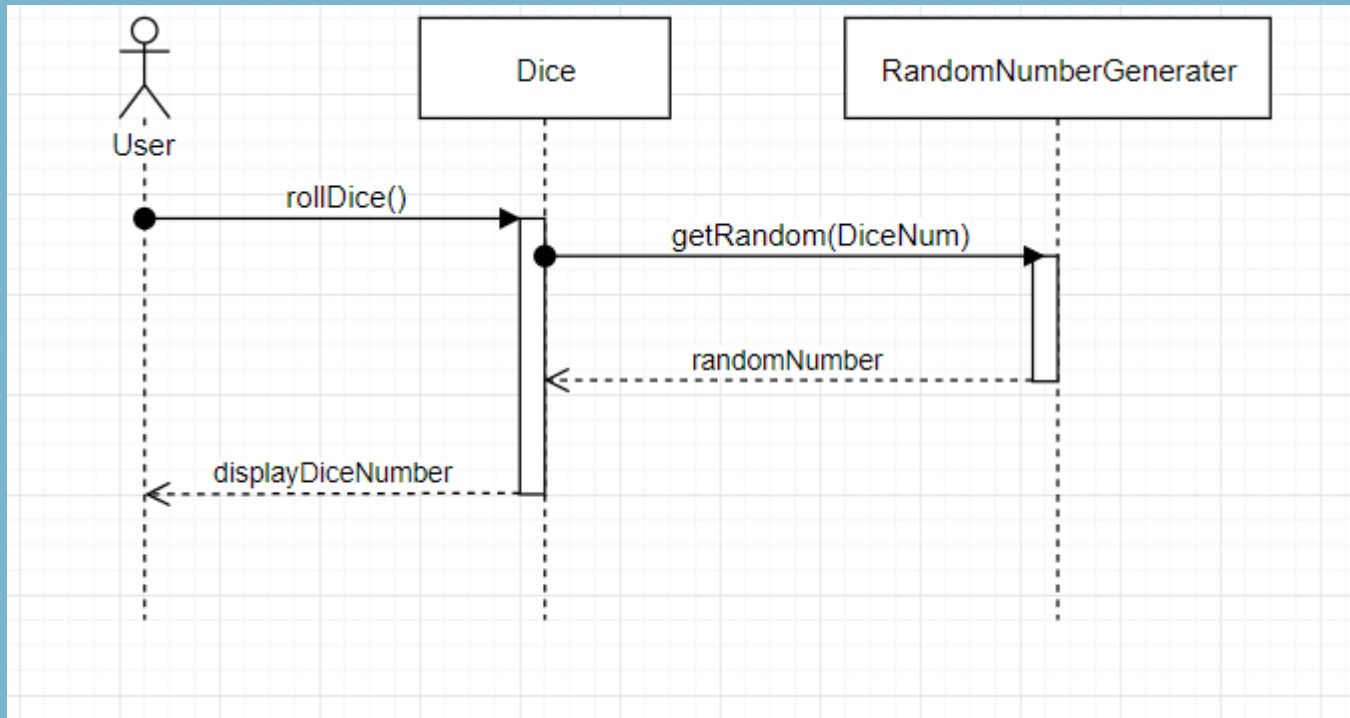 Dice
RandomNumberGenerater
User
rollDice()
getRandom(DiceNum)
randomNumber
displayDiceNumber